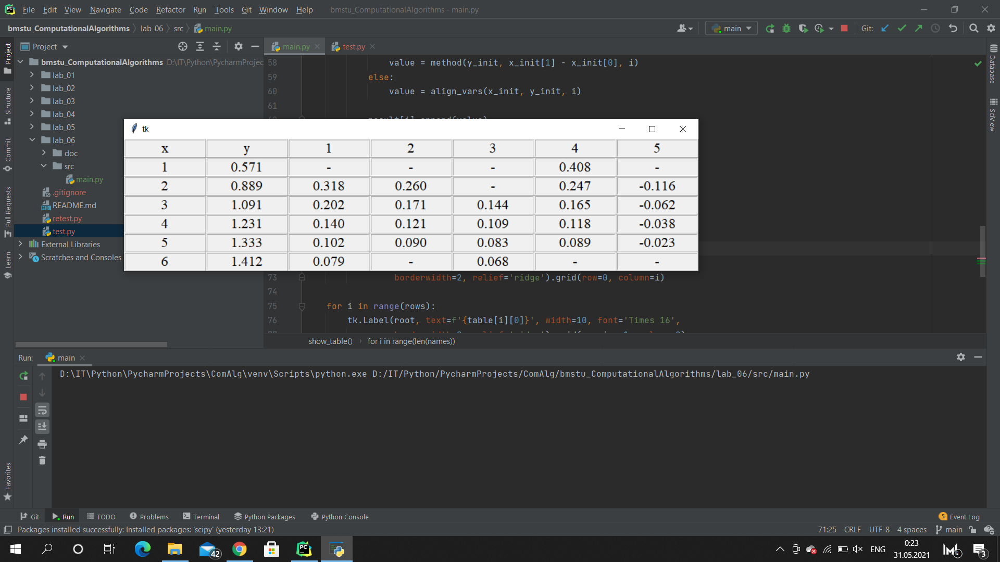 File Edit View Navigate Code Refactor Run Tools Git Window Help bmstu_ComputationalAlgorithms - main.py
bmstu_ComputationalAlgorithms lab_06 src main.py main Git:
Project main.py test.py
Project
Structure
Commit
Pull Requests
Learn
Favorites
Database
SciView
bmstu_ComputationalAlgorithms D:\IT\Python\PycharmProjec
lab_01
lab_02
lab_03
lab_04
lab_05
lab_06
doc
src
main.py
.gitignore
README.md
retest.py
test.py
External Libraries
Scratches and Consoles
58 value = method(y_init, x_init[1] - x_init[0], i)
59 else:
60 value = align_vars(x_init, y_init, i)
61
tk
x y 1 2 3 4 5
1 0.571 - - - 0.408 -
2 0.889 0.318 0.260 - 0.247 -0.116
3 1.091 0.202 0.171 0.144 0.165 -0.062
4 1.231 0.140 0.121 0.109 0.118 -0.038
5 1.333 0.102 0.090 0.083 0.089 -0.023
6 1.412 0.079 - 0.068 - -
73 borderwidth=2, relief='ridge').grid(row=0, column=i)
74
75 for i in range(rows):
76 tk.Label(root, text=f'{table[i][0]}', width=10, font='Times 16',
show_table() for i in range(len(names))
Run: main
D:\IT\Python\PycharmProjects\ComAlg\venv\Scripts\python.exe D:/IT/Python/PycharmProjects/ComAlg/bmstu_ComputationalAlgorithms/lab_06/src/main.py
Git Run TODO Problems Terminal Python Packages Python Console 5 Event Log
Packages installed successfully: Installed packages: 'scipy' (yesterday 13:21) 71:25 CRLF UTF-8 4 spaces main
42 ENG 0:23 3
31.05.2021